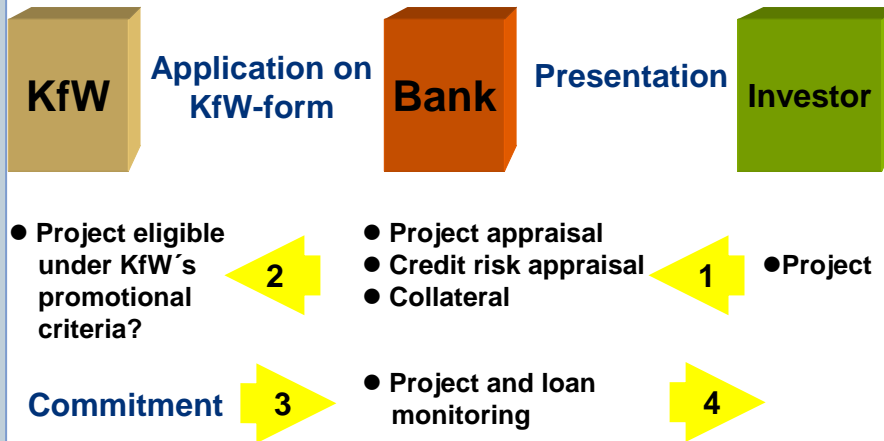 KfW
Application on
KfW-form
Bank
Presentation
Investor
● Project eligible
under KfW´s
promotional
criteria?
2
● Project appraisal
● Credit risk appraisal
● Collateral
1
●Project
Commitment
3
● Project and loan
monitoring
4